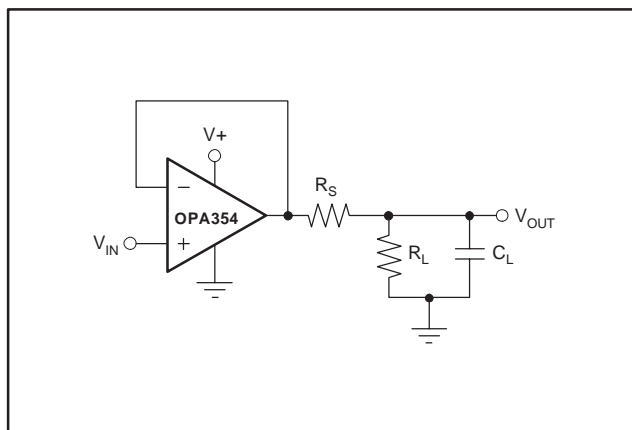 V+
−
OPA354
+
V_IN
R_S
V_OUT
R_L
C_L